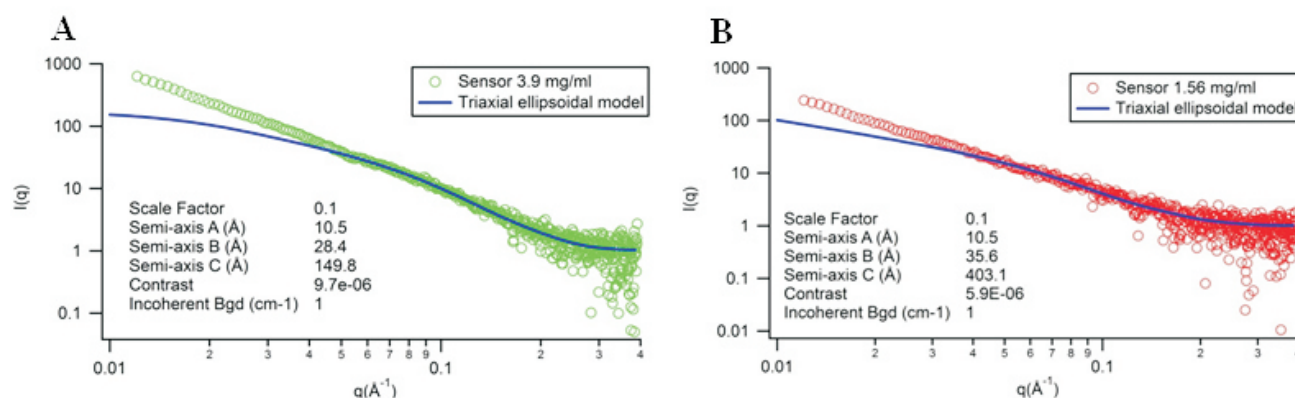 A
1000
100
10
1
0.1
I(q)
Sensor 3.9 mg/ml
Triaxial ellipsoidal model
Scale Factor 0.1
Semi-axis A (Å) 10.5
Semi-axis B (Å) 28.4
Semi-axis C (Å) 149.8
Contrast 9.7e-06
Incoherent Bgd (cm-1) 1
0.01 2 3 4 5 6 7 8 9 0.1 2 3 4
q(Å⁻¹)
B
1000
100
10
1
0.1
0.01
I(q)
Sensor 1.56 mg/ml
Triaxial ellipsoidal model
Scale Factor 0.1
Semi-axis A (Å) 10.5
Semi-axis B (Å) 35.6
Semi-axis C (Å) 403.1
Contrast 5.9E-06
Incoherent Bgd (cm-1) 1
0.01 2 3 4 5 6 7 8 9 0.1 2 3
q(Å⁻¹)